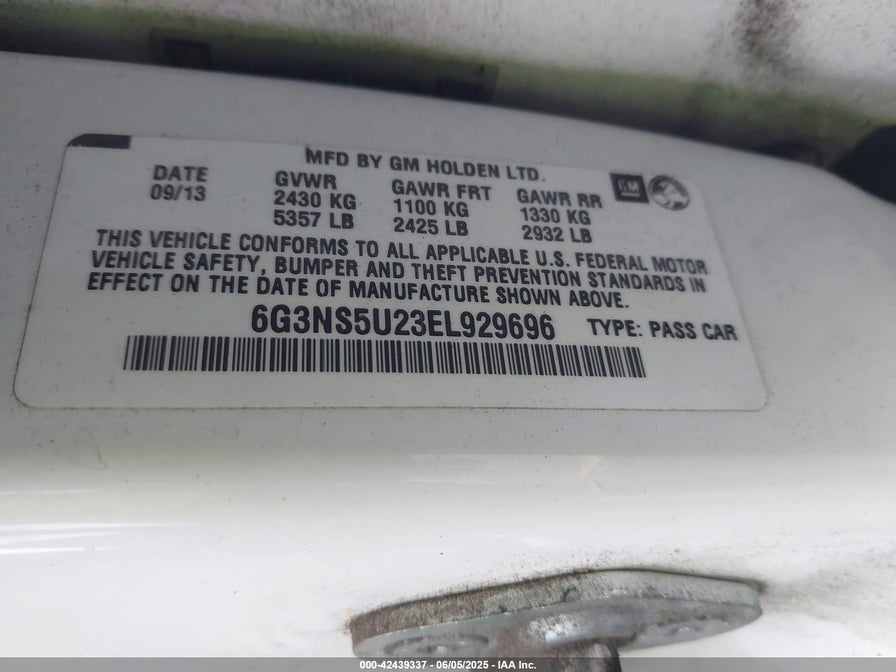 MFD BY GM HOLDEN LTD.
DATE GVWR GAWR FRT GAWR RR GM
09/13 2430 KG 1100 KG 1330 KG
5357 LB 2425 LB 2932 LB
THIS VEHICLE CONFORMS TO ALL APPLICABLE U.S. FEDERAL MOTOR
VEHICLE SAFETY, BUMPER AND THEFT PREVENTION STANDARDS IN
EFFECT ON THE DATE OF MANUFACTURE SHOWN ABOVE.
6G3NS5U23EL929696 TYPE: PASS CAR
000-42439337 - 06/05/2025 - IAA Inc.